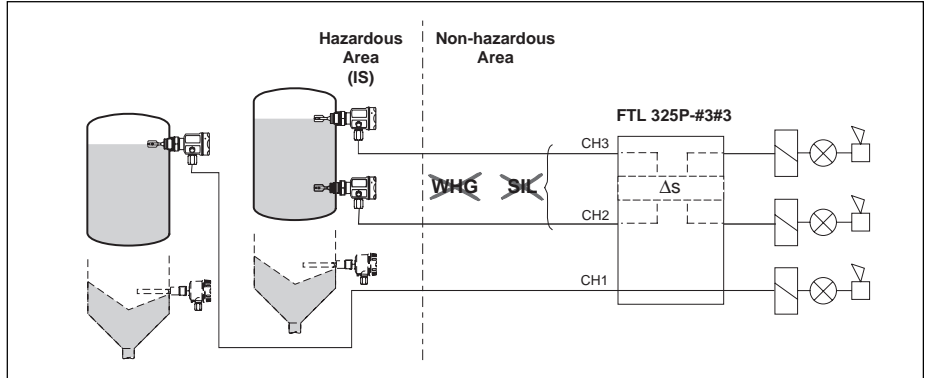 Hazardous
Area
(IS)
Non-hazardous
Area
FTL 325P-#3#3
CH3
WHG SIL
Δs
CH2
CH1